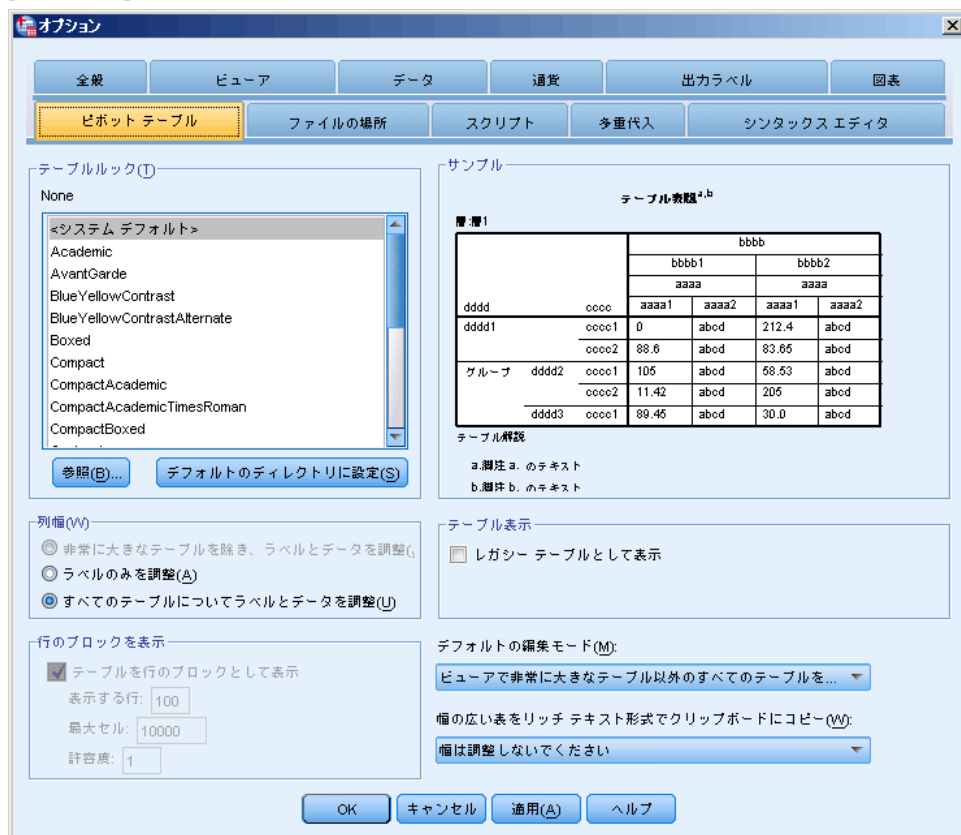 オプション
全般 ビューア データ 通貨 出力ラベル 図表
ピボット テーブル ファイルの場所 スクリプト 多重代入 シンタックス エディタ
テーブルルック(T)
None
<システム デフォルト>
Academic
AvantGarde
BlueYellowContrast
BlueYellowContrastAlternate
Boxed
Compact
CompactAcademic
CompactAcademicTimesRoman
CompactBoxed
参照(B)... デフォルトのディレクトリに設定(S)
サンプル
テーブル表題a,b
層:層1
bbbb
bbbb1 bbbb2
aaaa aaaa
dddd cccc aaaa1 aaaa2 aaaa1 aaaa2
dddd1 cccc1 0 abcd 212.4 abcd
cccc2 88.6 abcd 83.65 abcd
グループ dddd2 cccc1 105 abcd 58.53 abcd
cccc2 11.42 abcd 205 abcd
dddd3 cccc1 89.45 abcd 30.0 abcd
テーブル解説
a.脚注 a. のテキスト
b.脚注 b. のテキスト
列幅(W)
非常に大きなテーブルを除き、ラベルとデータを調整(
ラベルのみを調整(A)
すべてのテーブルについてラベルとデータを調整(U)
テーブル表示
レガシー テーブルとして表示
行のブロックを表示
テーブルを行のブロックとして表示
表示する行: 100
最大セル: 10000
許容度: 1
デフォルトの編集モード(M):
ビューアで非常に大きなテーブル以外のすべてのテーブルを...
幅の広い表をリッチ テキスト形式でクリップボードにコピー(W):
幅は調整しないでください
OK キャンセル 適用(A) ヘルプ